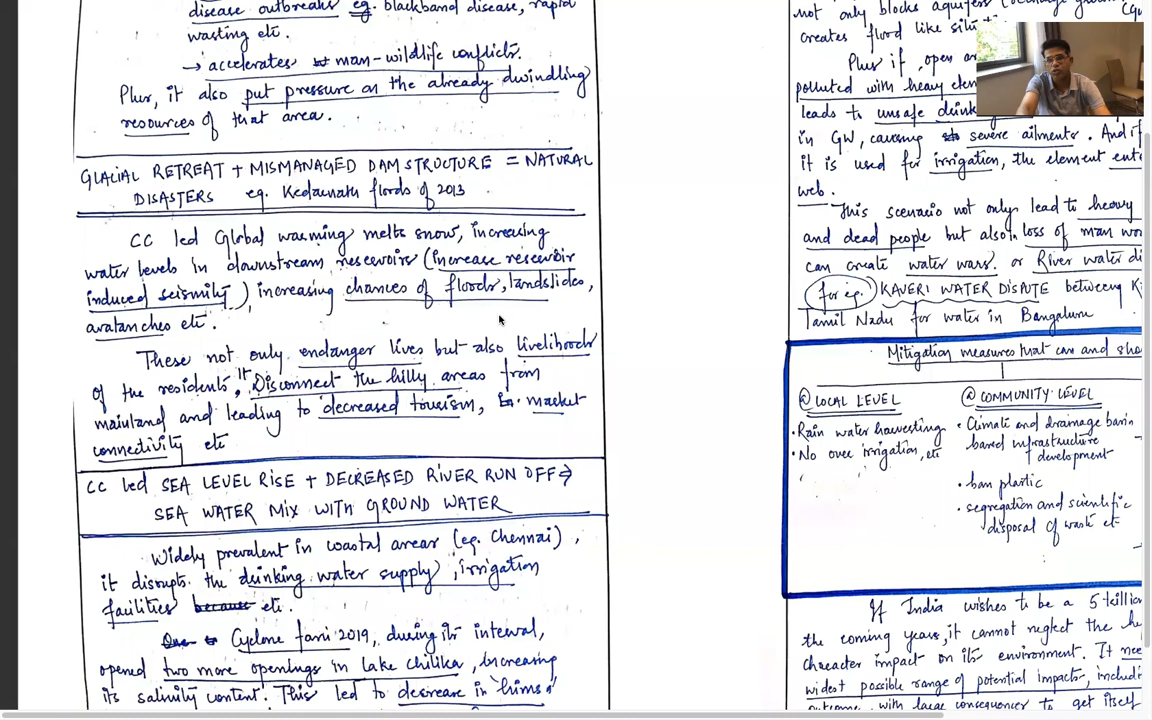 disease outbreaks eg. blackband disease, rapid
wasting etc.
→ accelerates man-wildlife conflicts.
Plus, it also put pressure on the already dwindling
resources of that area.
GLACIAL RETREAT + MISMANAGED DAM STRUCTURE = NATURAL
DISASTERS eg. Kedarnath floods of 2013
CC led Global warming melts snow, increasing
water levels in downstream reservoirs (increase reservoir
induced seismity) increasing chances of floods, landslides,
avalanches etc.
These not only endanger lives but also livelihoods
of the residents, It Disconnect the hilly areas from
mainland and leading to decreased tourism, market
connectivity etc
CC led SEA LEVEL RISE + DECREASED RIVER RUN OFF ⇒
SEA WATER MIX WITH GROUND WATER
Widely prevalent in coastal areas (eg. Chennai),
it disrupts the drinking water supply, irrigation
facilities because etc.
Cyclone fani 2019, during its interval,
opened two more openings in lake chilika, increasing
its salinity content. This led to decrease in
not only blocks aquifers
creates flood like
Plus if, open
polluted with heavy
leads to unsafe
in GW, causing severe ailments. And if
it is used for irrigation, the element
web.
This scenario not only lead to heavy
and dead people but also loss of man
can create water wars. or River water
for eg. KAVERI WATER DISPUTE between
Tamil Nadu for water in Bangalure
Mitigation measures that can and
@ LOCAL LEVEL
• Rain water harvesting
• No over irrigation, etc
@ COMMUNITY LEVEL
• Climate and drainage basin
based infrastructure
development
• ban plastic
• segregation and scientific
disposal of waste etc
If India wishes to be a 5 trillion
the coming years, it cannot neglect the
character impact on its environment. It
widest possible range of potential impacts,
outcome with large consequences to get itself